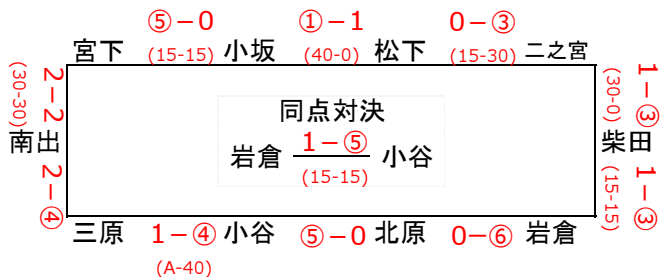 ⑤－0 ①－1 0－③
宮下 (15-15) 小坂 (40-0) 松下 (15-30) 二之宮
2－2
(30-30)
南出
2－④
同点対決
岩倉 1－⑤ 小谷
(15-15)
1－③
(30-0)
柴田
1－③
(15-15)
三原 1－④ 小谷 ⑤－0 北原 0－⑥ 岩倉
(A-40)